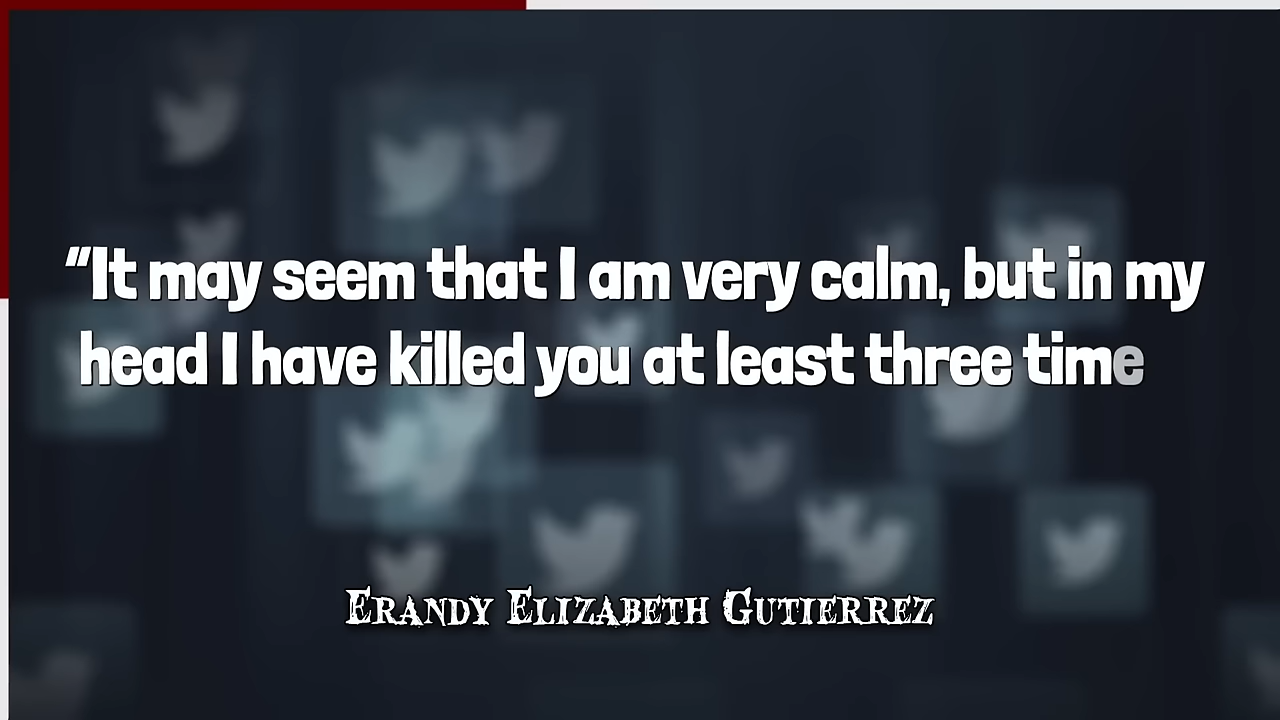 “It may seem that I am very calm, but in my
head I have killed you at least three time
Erandy Elizabeth Gutierrez